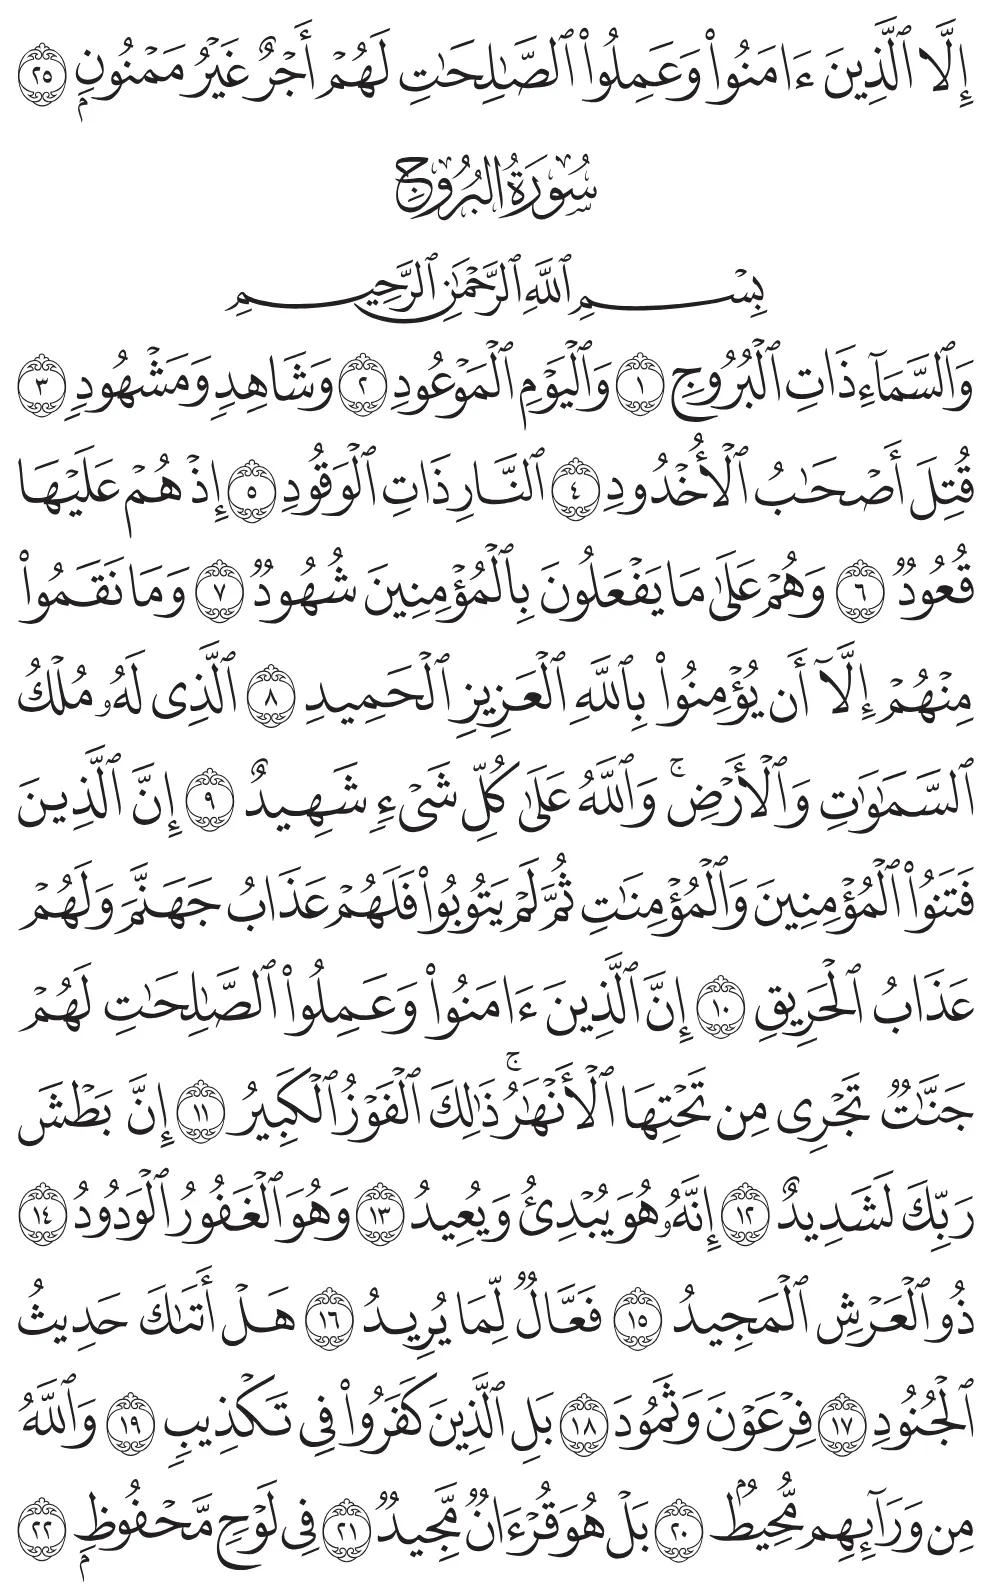 إِلَّا ٱلَّذِينَ ءَامَنُوا۟ وَعَمِلُوا۟ ٱلصَّـٰلِحَـٰتِ لَهُمْ أَجْرٌ غَيْرُ مَمْنُونٍۭ ٢٥
سُورَةُ البُرُوجِ
بِسْمِ ٱللَّهِ ٱلرَّحْمَـٰنِ ٱلرَّحِيمِ
وَٱلسَّمَآءِ ذَاتِ ٱلْبُرُوجِ ١ وَٱلْيَوْمِ ٱلْمَوْعُودِ ٢ وَشَاهِدٍ وَمَشْهُودٍ ٣
قُتِلَ أَصْحَـٰبُ ٱلْأُخْدُودِ ٤ ٱلنَّارِ ذَاتِ ٱلْوَقُودِ ٥ إِذْ هُمْ عَلَيْهَا
قُعُودٌ ٦ وَهُمْ عَلَىٰ مَا يَفْعَلُونَ بِٱلْمُؤْمِنِينَ شُهُودٌ ٧ وَمَا نَقَمُوا۟
مِنْهُمْ إِلَّآ أَن يُؤْمِنُوا۟ بِٱللَّهِ ٱلْعَزِيزِ ٱلْحَمِيدِ ٨ ٱلَّذِى لَهُۥ مُلْكُ
ٱلسَّمَـٰوَٰتِ وَٱلْأَرْضِ ۚ وَٱللَّهُ عَلَىٰ كُلِّ شَىْءٍ شَهِيدٌ ٩ إِنَّ ٱلَّذِينَ
فَتَنُوا۟ ٱلْمُؤْمِنِينَ وَٱلْمُؤْمِنَـٰتِ ثُمَّ لَمْ يَتُوبُوا۟ فَلَهُمْ عَذَابُ جَهَنَّمَ وَلَهُمْ
عَذَابُ ٱلْحَرِيقِ ١٠ إِنَّ ٱلَّذِينَ ءَامَنُوا۟ وَعَمِلُوا۟ ٱلصَّـٰلِحَـٰتِ لَهُمْ
جَنَّـٰتٌ تَجْرِى مِن تَحْتِهَا ٱلْأَنْهَـٰرُ ۚ ذَٰلِكَ ٱلْفَوْزُ ٱلْكَبِيرُ ١١ إِنَّ بَطْشَ
رَبِّكَ لَشَدِيدٌ ١٢ إِنَّهُۥ هُوَ يُبْدِئُ وَيُعِيدُ ١٣ وَهُوَ ٱلْغَفُورُ ٱلْوَدُودُ ١٤
ذُو ٱلْعَرْشِ ٱلْمَجِيدُ ١٥ فَعَّالٌ لِّمَا يُرِيدُ ١٦ هَلْ أَتَىٰكَ حَدِيثُ
ٱلْجُنُودِ ١٧ فِرْعَوْنَ وَثَمُودَ ١٨ بَلِ ٱلَّذِينَ كَفَرُوا۟ فِى تَكْذِيبٍ ١٩ وَٱللَّهُ
مِن وَرَآئِهِم مُّحِيطٌۢ ٢٠ بَلْ هُوَ قُرْءَانٌ مَّجِيدٌ ٢١ فِى لَوْحٍ مَّحْفُوظٍۭ ٢٢